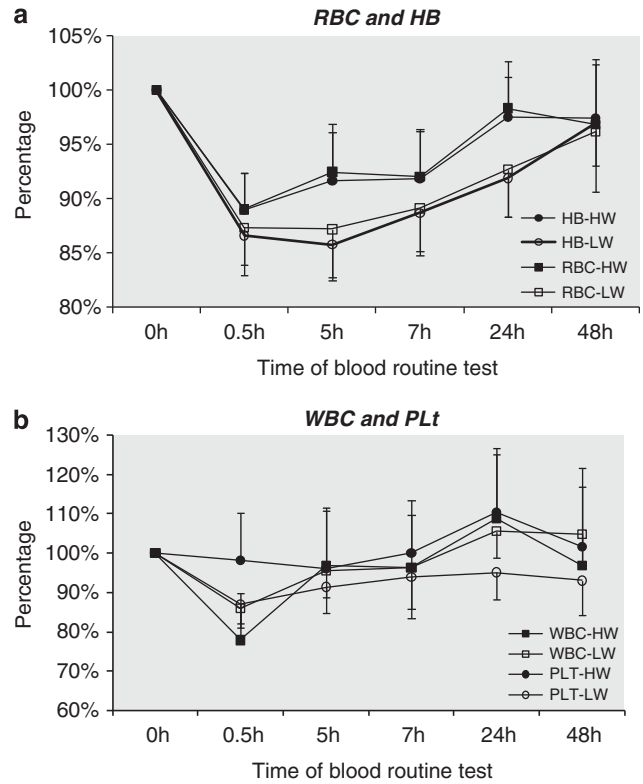 a
RBC and HB
105%
100%
95%
90%
85%
80%
Percentage
HB-HW
HB-LW
RBC-HW
RBC-LW
0h 0.5h 5h 7h 24h 48h
Time of blood routine test
b
WBC and PLt
130%
120%
110%
100%
90%
80%
70%
60%
Percentage
WBC-HW
WBC-LW
PLT-HW
PLT-LW
0h 0.5h 5h 7h 24h 48h
Time of blood routine test